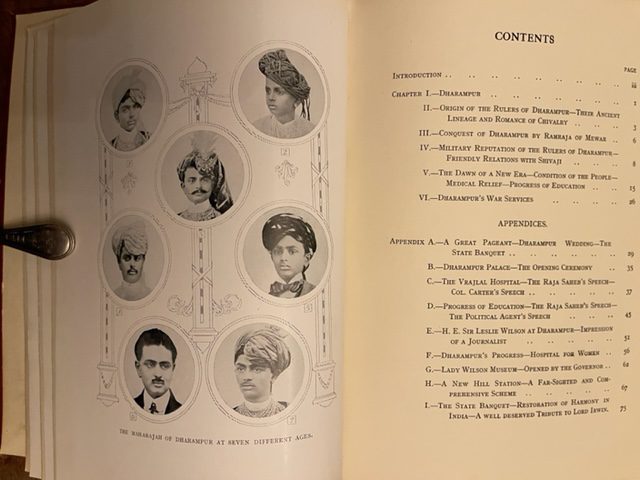 THE MAHARAJAH OF DHARAMPUR AT SEVEN DIFFERENT AGES.
CONTENTS
PAGE
INTRODUCTION .. .. .. .. .. .. .. iii
CHAPTER I.—DHARAMPUR .. .. .. .. .. .. 1
II.—ORIGIN OF THE RULERS OF DHARAMPUR—THEIR ANCIENT
LINEAGE AND ROMANCE OF CHIVALRY .. .. 3
III.—CONQUEST OF DHARAMPUR BY RAMRAJA OF MEWAR .. 6
IV.—MILITARY REPUTATION OF THE RULERS OF DHARAMPUR—
FRIENDLY RELATIONS WITH SHIVAJI .. .. 8
V.—THE DAWN OF A NEW ERA—CONDITION OF THE PEOPLE—
MEDICAL RELIEF—PROGRESS OF EDUCATION .. 15
VI.—DHARAMPUR'S WAR SERVICES .. .. .. .. 26
APPENDICES.
APPENDIX A.—A GREAT PAGEANT—DHARAMPUR WEDDING—THE
STATE BANQUET .. .. .. .. .. 29
B.—DHARAMPUR PALACE—THE OPENING CEREMONY .. 35
C.—THE VRAJLAL HOSPITAL—THE RAJA SAHEB'S SPEECH—
COL. CARTER'S SPEECH .. .. .. .. 37
D.—PROGRESS OF EDUCATION—THE RAJA SAHEB'S SPEECH—
THE POLITICAL AGENT'S SPEECH .. .. .. 45
E.—H. E. SIR LESLIE WILSON AT DHARAMPUR—IMPRESSION
OF A JOURNALIST .. .. .. .. .. 51
F.—DHARAMPUR'S PROGRESS—HOSPITAL FOR WOMEN .. 56
G.—LADY WILSON MUSEUM—OPENED BY THE GOVERNOR .. 62
H.—A NEW HILL STATION—A FAR-SIGHTED AND COM-
PREHENSIVE SCHEME .. .. .. .. .. 67
I.—THE STATE BANQUET—RESTORATION OF HARMONY IN
INDIA—A WELL DESERVED TRIBUTE TO LORD IRWIN. 75